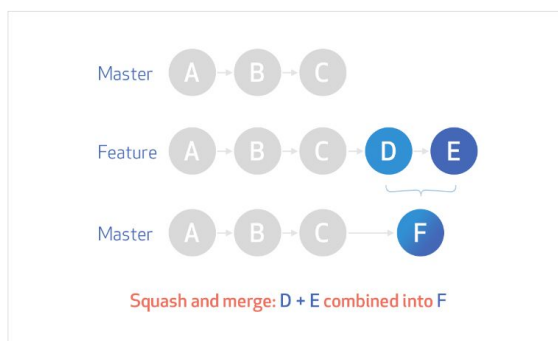 Master A B C
Feature A B C D E
Master A B C F
Squash and merge: D + E combined into F